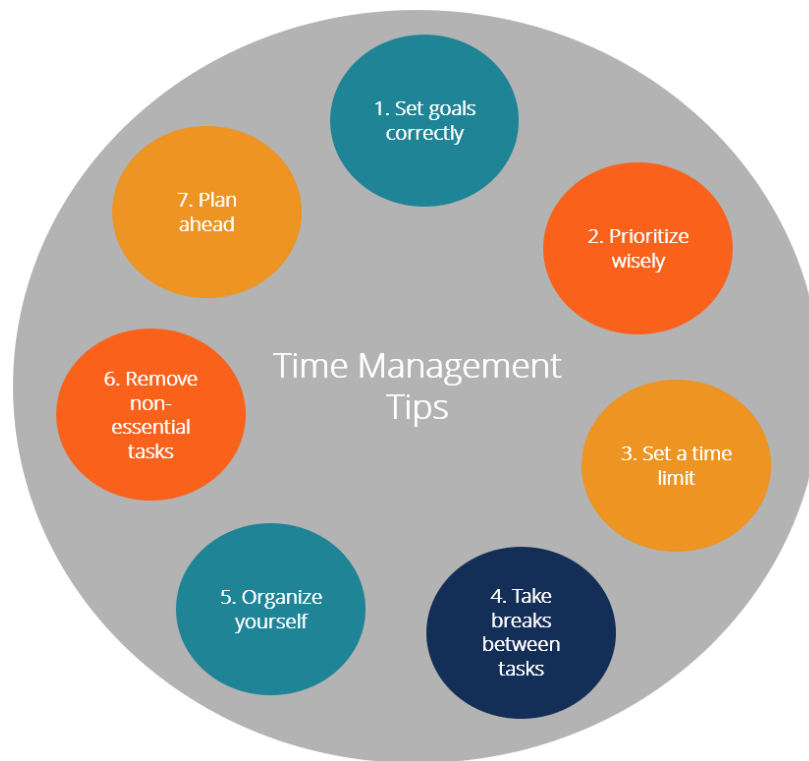 1. Set goals
correctly
2. Prioritize
wisely
3. Set a time
limit
4. Take
breaks
between
tasks
5. Organize
yourself
6. Remove
non-
essential
tasks
7. Plan
ahead
Time Management
Tips